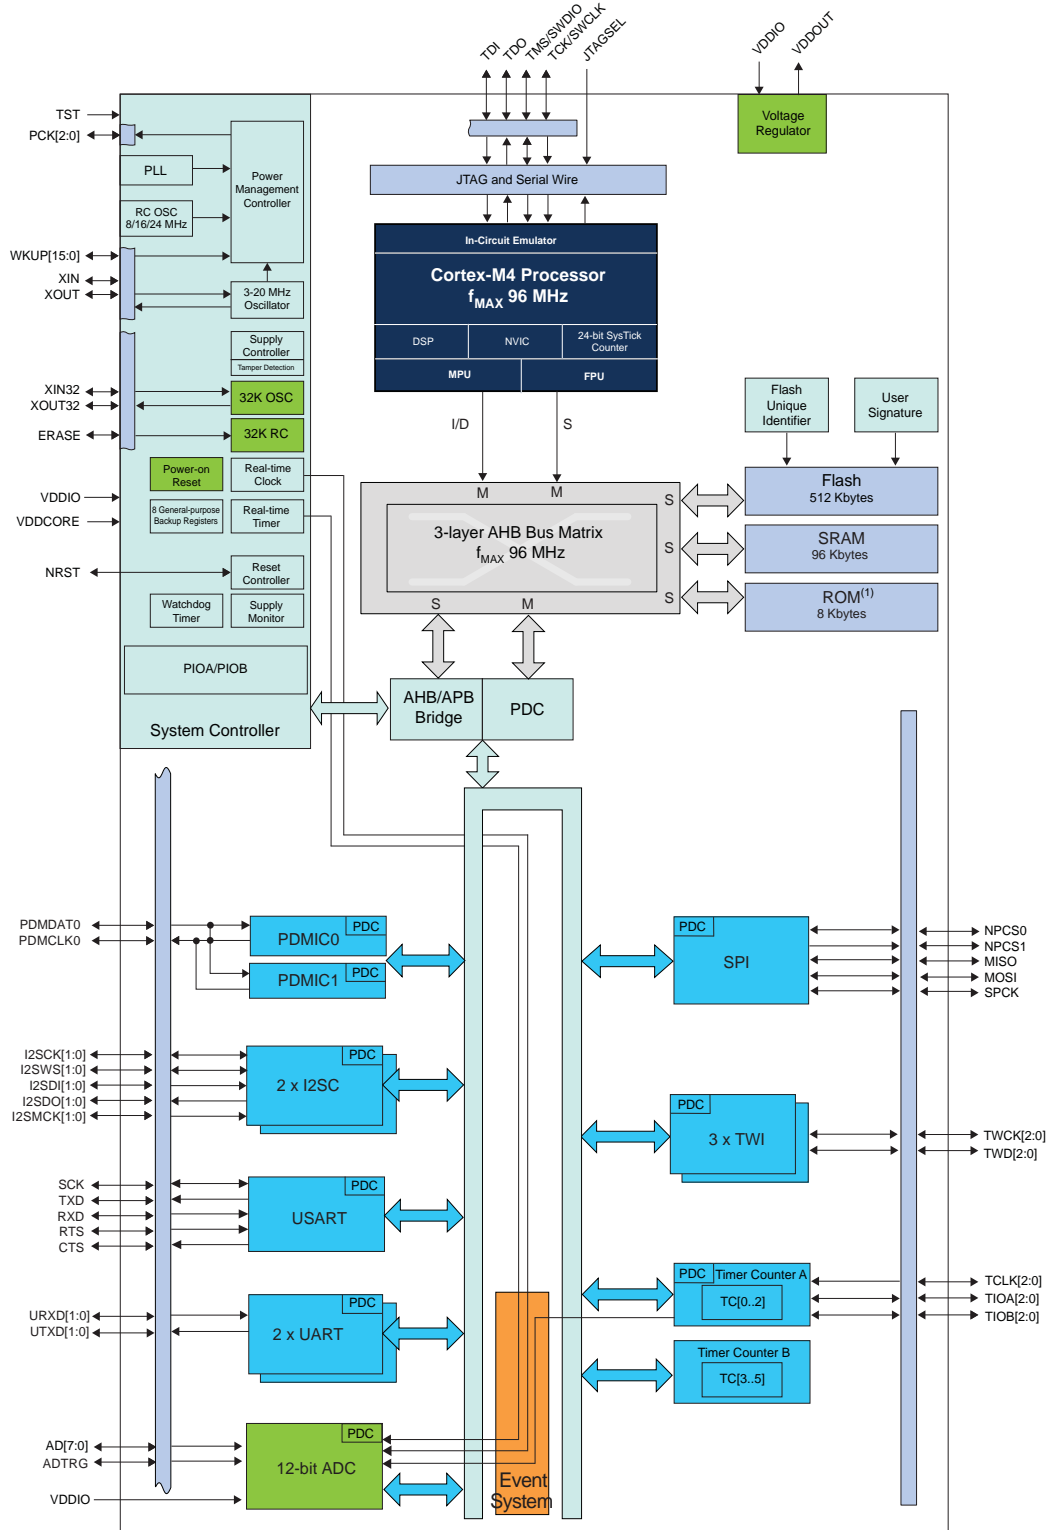 TDI
TDO
TMS/SWDIO
TCK/SWCLK
JTAGSEL
VDDIO
VDDOUT
TST
PCK[2:0]
PLL
RC OSC
8/16/24 MHz
Power
Management
Controller
WKUP[15:0]
XIN
XOUT
3-20 MHz
Oscillator
Supply
Controller
Tamper Detection
XIN32
XOUT32
32K OSC
ERASE
32K RC
Power-on
Reset
Real-time
Clock
VDDIO
VDDCORE
8 General-purpose
Backup Registers
Real-time
Timer
NRST
Reset
Controller
Watchdog
Timer
Supply
Monitor
PIOA/PIOB
System Controller
Voltage
Regulator
JTAG and Serial Wire
In-Circuit Emulator
Cortex-M4 Processor
fMAX 96 MHz
DSP
NVIC
24-bit SysTick
Counter
MPU
FPU
I/D
S
M
M
3-layer AHB Bus Matrix
fMAX 96 MHz
S
S
S
S
M
Flash
Unique
Identifier
User
Signature
Flash
512 Kbytes
SRAM
96 Kbytes
ROM(1)
8 Kbytes
AHB/APB
Bridge
PDC
PDMDAT0
PDMCLK0
PDC
PDMIC0
PDC
PDMIC1
I2SCK[1:0]
I2SWS[1:0]
I2SDI[1:0]
I2SDO[1:0]
I2SMCK[1:0]
PDC
2 x I2SC
SCK
TXD
RXD
RTS
CTS
PDC
USART
URXD[1:0]
UTXD[1:0]
PDC
2 x UART
AD[7:0]
ADTRG
VDDIO
PDC
12-bit ADC
Event
System
PDC
SPI
NPCS0
NPCS1
MISO
MOSI
SPCK
PDC
3 x TWI
TWCK[2:0]
TWD[2:0]
PDC
Timer Counter A
TC[0..2]
TCLK[2:0]
TIOA[2:0]
TIOB[2:0]
Timer Counter B
TC[3..5]